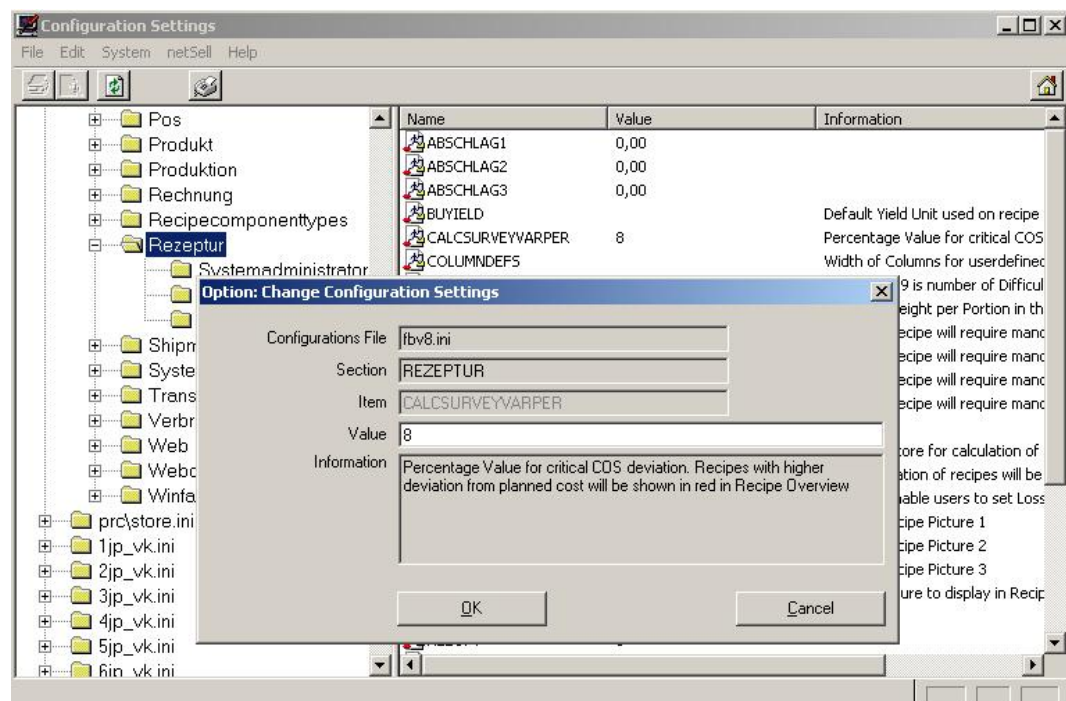 Configuration Settings
File Edit System netSell Help
Pos
Produkt
Produktion
Rechnung
Recipecomponenttypes
Rezeptur
Systemadministrator
Shipm
Syste
Trans
Verbr
Web
Webc
Winfa
prc\store.ini
1jp_vk.ini
2jp_vk.ini
3jp_vk.ini
4jp_vk.ini
5jp_vk.ini
6jp_vk.ini
Name Value Information
ABSCHLAG1 0,00
ABSCHLAG2 0,00
ABSCHLAG3 0,00
BUYIELD Default Yield Unit used on recipe
CALCSURVEYVARPER 8 Percentage Value for critical COS
COLUMNDEFS Width of Columns for userdefined
9 is number of Difficul
eight per Portion in th
ecipe will require mand
ecipe will require mand
ecipe will require mand
ecipe will require mand
core for calculation of
ation of recipes will be
able users to set Loss
cipe Picture 1
cipe Picture 2
cipe Picture 3
ure to display in Recip
Option: Change Configuration Settings
Configurations File fbv8.ini
Section REZEPTUR
Item CALCSURVEYVARPER
Value 8
Information Percentage Value for critical COS deviation. Recipes with higher
deviation from planned cost will be shown in red in Recipe Overview
OK Cancel